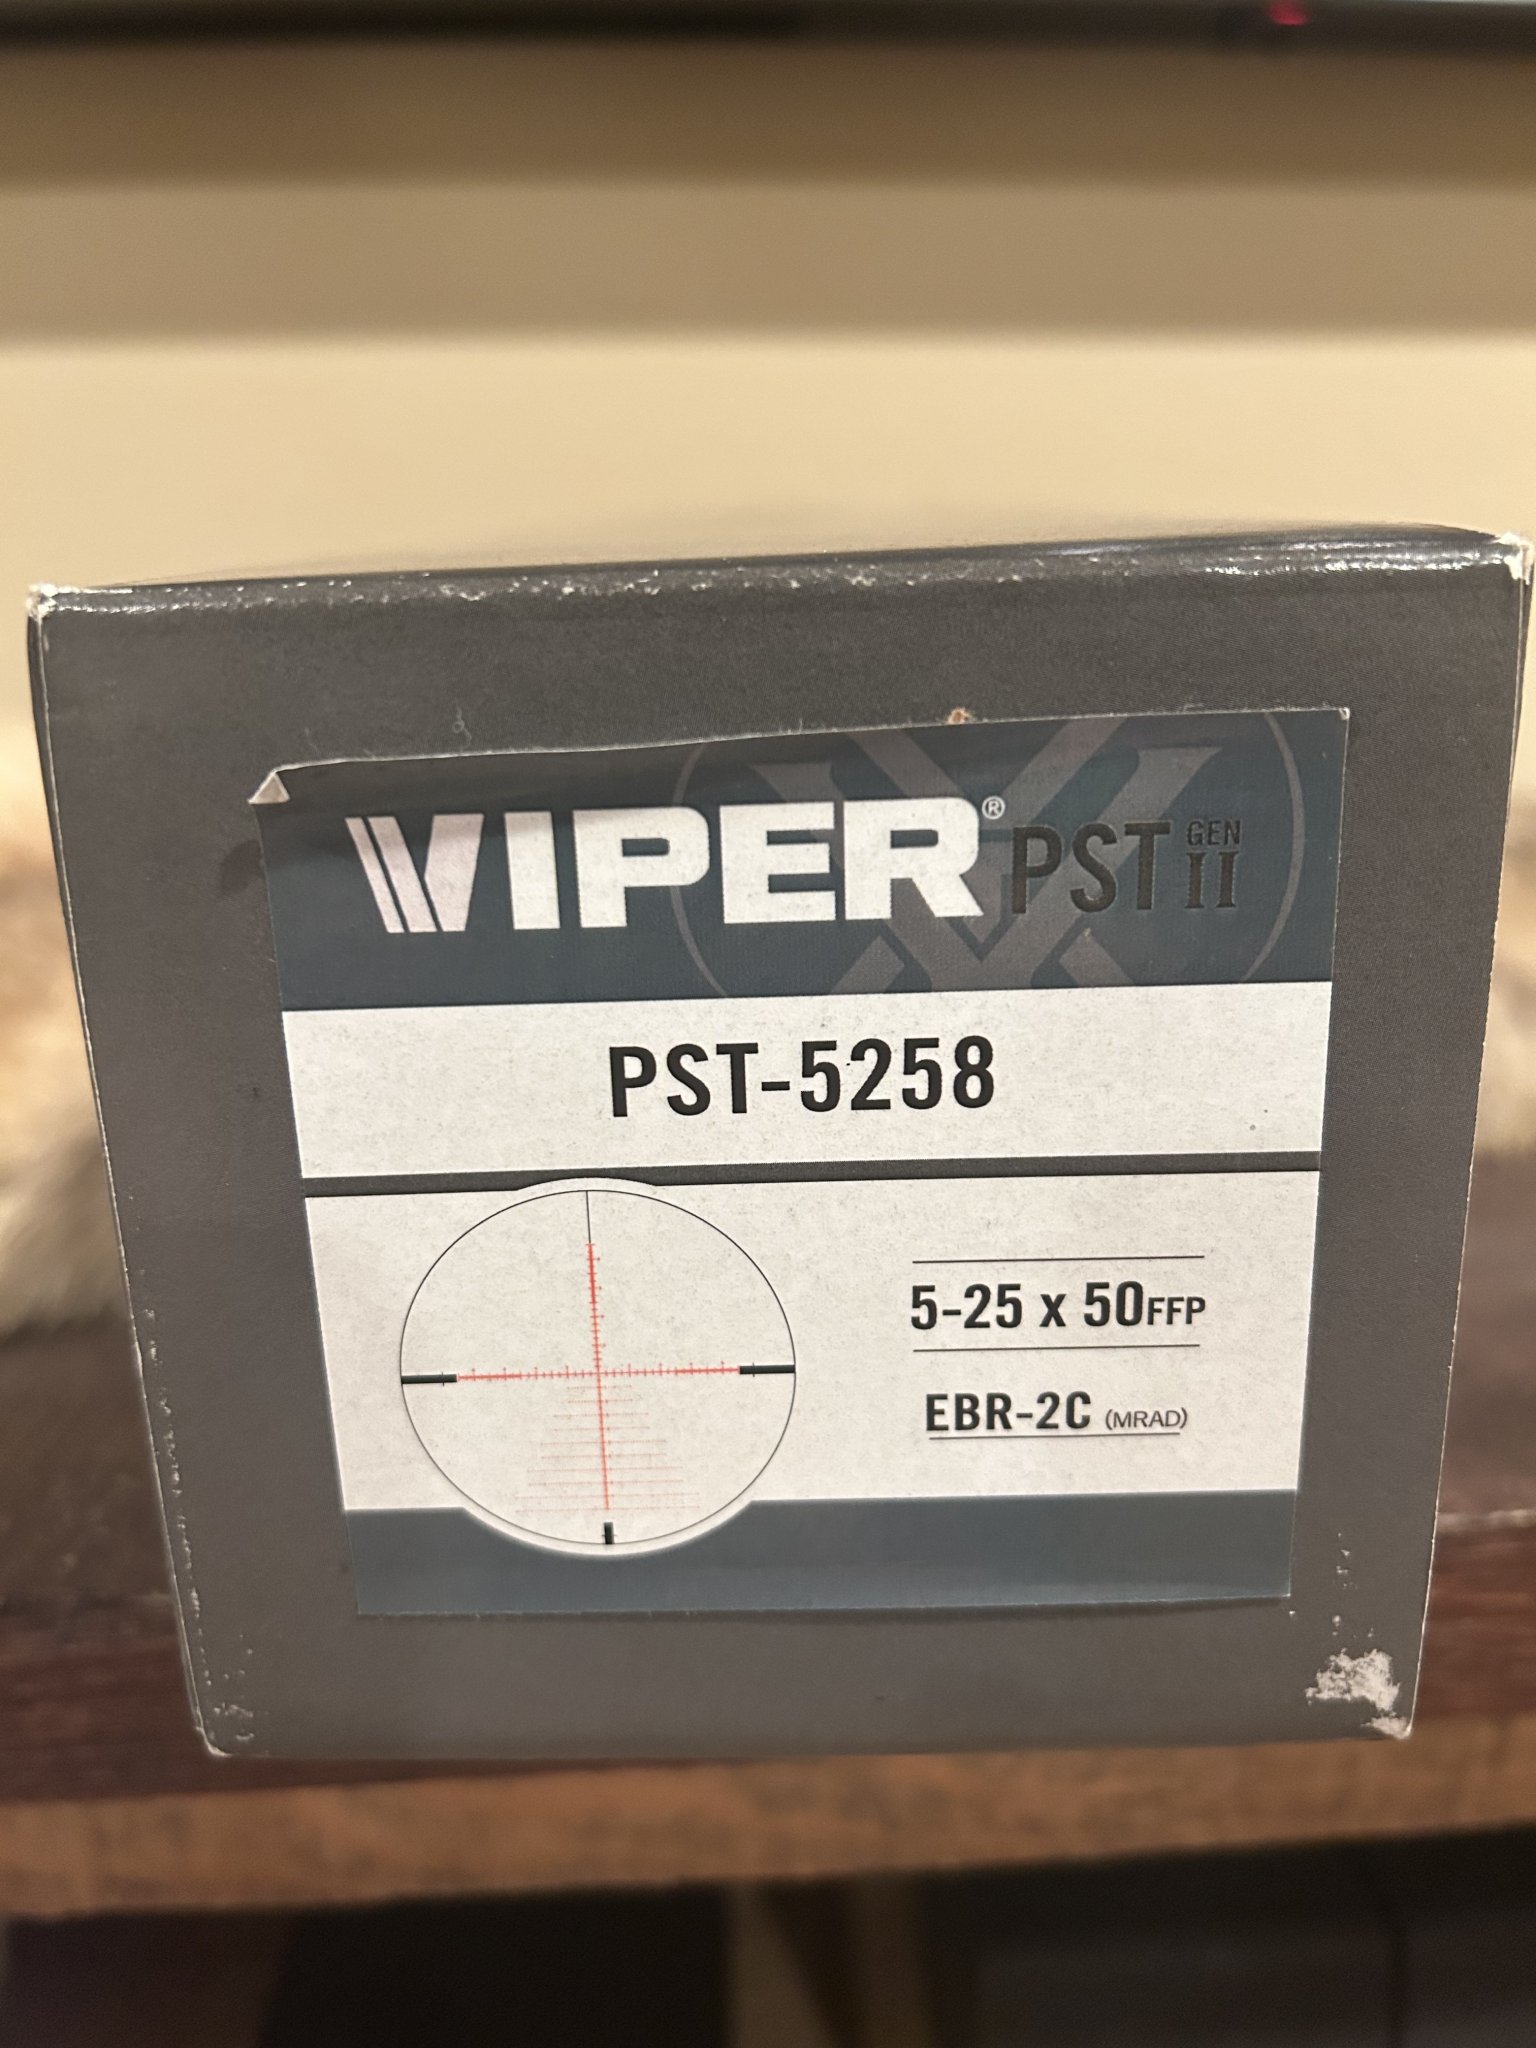 VIPER® PST GEN II
PST-5258
5-25 x 50FFP
EBR-2C (MRAD)